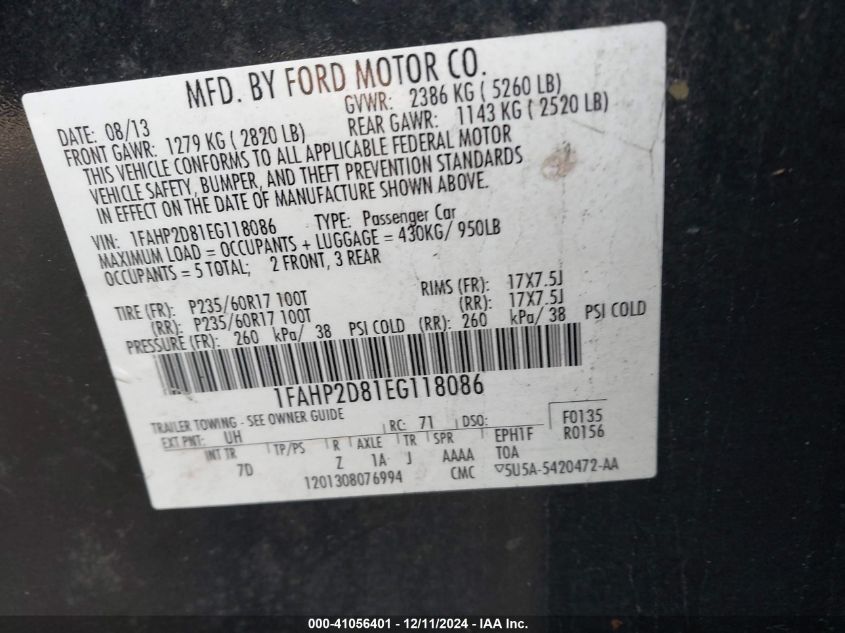 MFD. BY FORD MOTOR CO.
DATE: 08/13 GVWR: 2386 KG ( 5260 LB)
FRONT GAWR: 1279 KG ( 2820 LB) REAR GAWR: 1143 KG ( 2520 LB)
THIS VEHICLE CONFORMS TO ALL APPLICABLE FEDERAL MOTOR
VEHICLE SAFETY, BUMPER, AND THEFT PREVENTION STANDARDS
IN EFFECT ON THE DATE OF MANUFACTURE SHOWN ABOVE.
VIN: 1FAHP2D81EG118086 TYPE: Passenger Car
MAXIMUM LOAD = OCCUPANTS + LUGGAGE = 430KG/ 950LB
OCCUPANTS = 5 TOTAL; 2 FRONT, 3 REAR
TIRE (FR): P235/60R17 100T RIMS (FR): 17X7.5J
(RR): P235/60R17 100T (RR): 17X7.5J
PRESSURE (FR): 260 kPa/ 38 PSI COLD (RR): 260 kPa/ 38 PSI COLD
1FAHP2D81EG118086
TRAILER TOWING - SEE OWNER GUIDE
EXT PNT: UH RC: 71 DSO: F0135
INT TR TP/PS R AXLE TR SPR EPH1F R0156
7D Z 1A J AAAA TOA
1201308076994 CMC ▽5U5A-5420472-AA
000-41056401 - 12/11/2024 - IAA Inc.